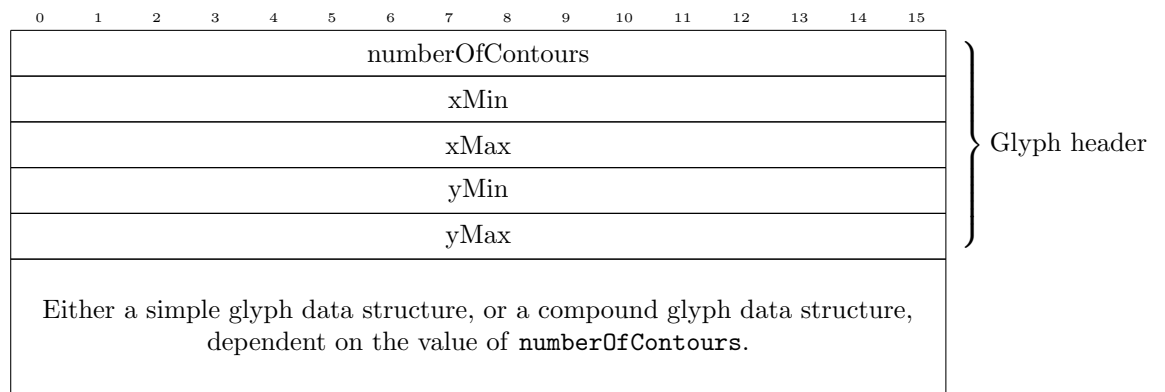 0 1 2 3 4 5 6 7 8 9 10 11 12 13 14 15
numberOfContours
xMin
xMax
yMin
yMax
Glyph header
Either a simple glyph data structure, or a compound glyph data structure,
dependent on the value of numberOfContours.